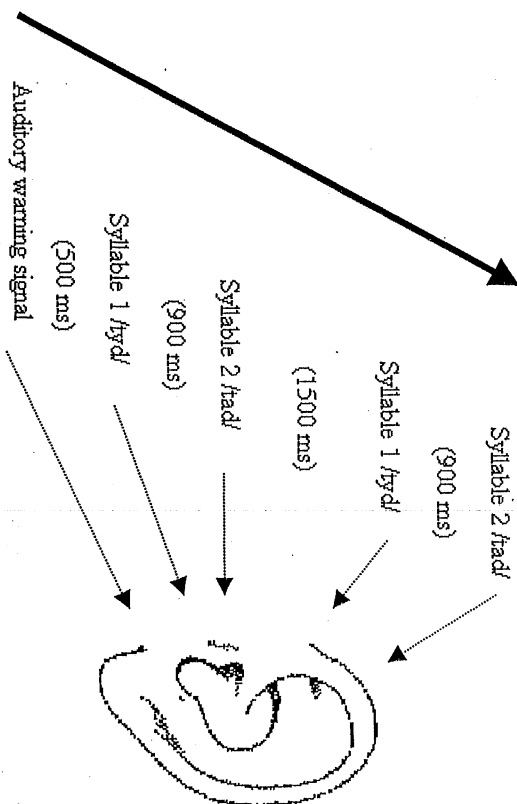 Auditory warning signal
(500 ms)
Syllable 1 /tyd/
(900 ms)
Syllable 2 /tad/
(1500 ms)
Syllable 1 /tyd/
(900 ms)
Syllable 2 /tad/